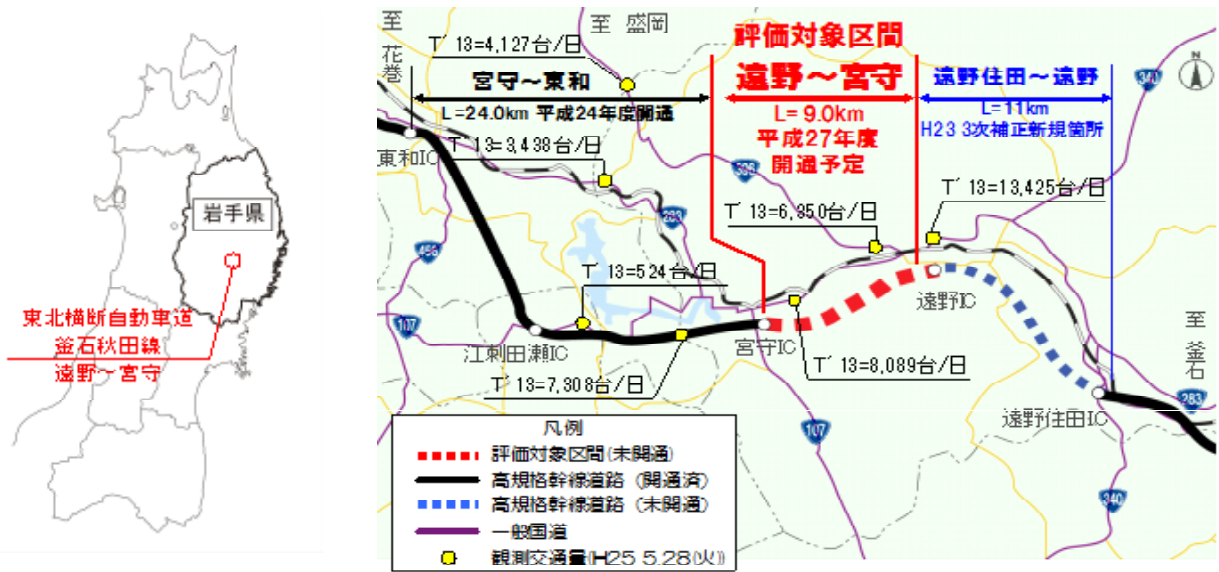 岩手県
東北横断自動車道
釜石秋田線
遠野～宮守
至 花巻
至 盛岡
評価対象区間
T' 13=4,127台/日
宮守～東和
遠野～宮守
遠野住田～遠野
340
N
L=24.0km 平成24年度開通
L= 9.0km
平成27年度
開通予定
L=11km
H23 3次補正新規箇所
東和IC
T' 13=3,438台/日
396
T' 13=13,425台/日
T' 13=6,350台/日
283
456
T' 13=524台/日
遠野IC
107
江刺田瀬IC
宮守IC
至 釜石
T' 13=8,089台/日
T' 13=7,308台/日
283
遠野住田IC
107
340
凡例
評価対象区間(未開通)
高規格幹線道路 (開通済)
高規格幹線道路 (未開通)
一般国道
観測交通量(H25 5.28(火))